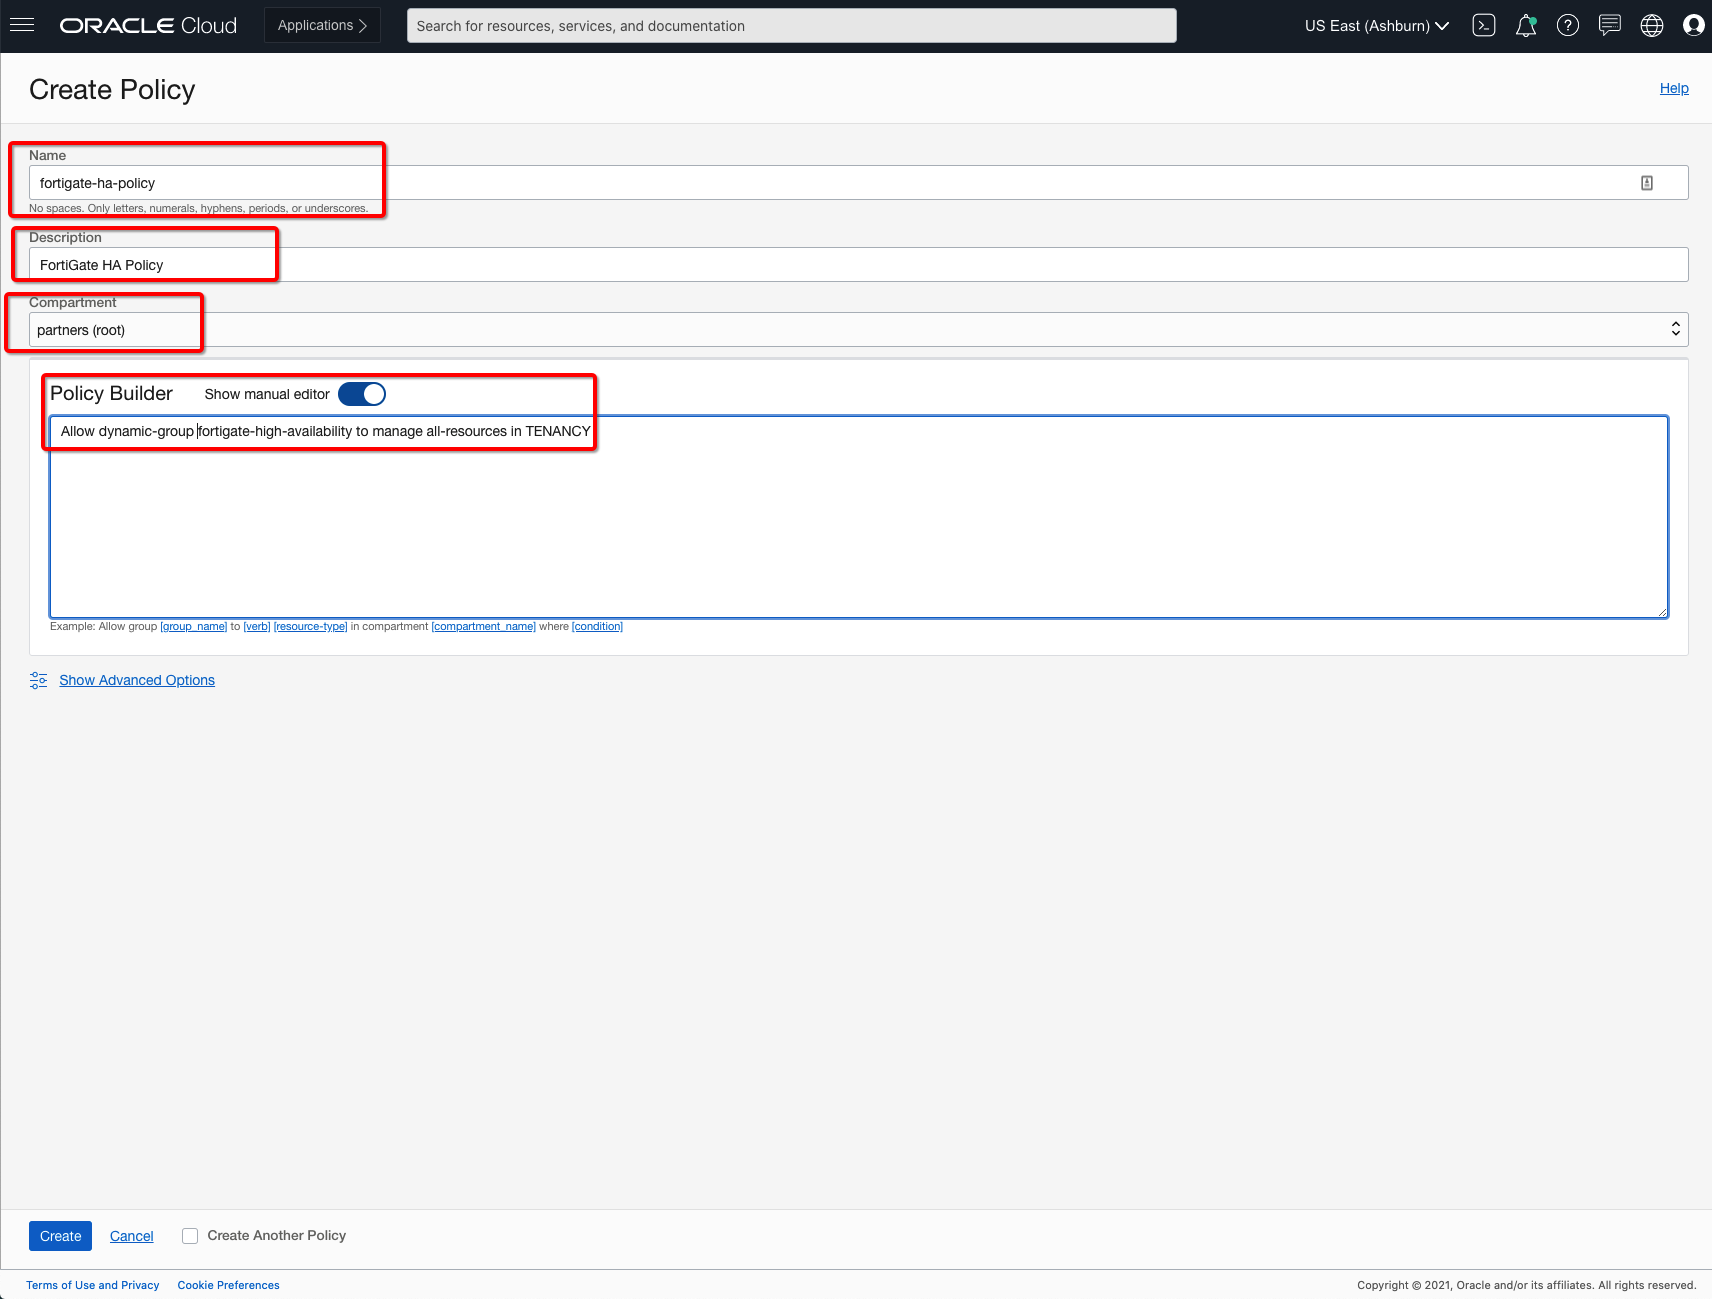 ORACLE Cloud
Applications
Search for resources, services, and documentation
US East (Ashburn)
Create Policy
Help
Name
fortigate-ha-policy
No spaces. Only letters, numerals, hyphens, periods, or underscores.
Description
FortiGate HA Policy
Compartment
partners (root)
Policy Builder
Show manual editor
Allow dynamic-group fortigate-high-availability to manage all-resources in TENANCY
Example: Allow group [group_name] to [verb] [resource-type] in compartment [compartment_name] where [condition]
Show Advanced Options
Create
Cancel
Create Another Policy
Terms of Use and Privacy
Cookie Preferences
Copyright © 2021, Oracle and/or its affiliates. All rights reserved.